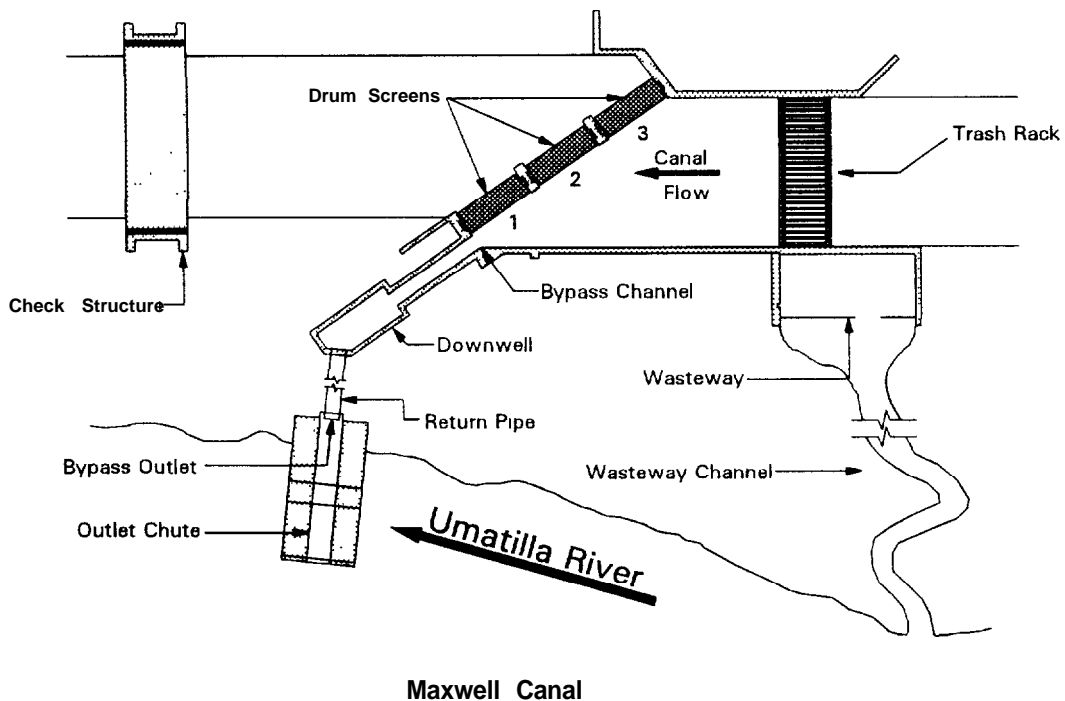 Drum Screens
3
2
1
Canal
Flow
Trash Rack
Check Structure
Bypass Channel
Downwell
Wasteway
Return Pipe
Bypass Outlet
Wasteway Channel
Outlet Chute
Umatilla River
Maxwell Canal